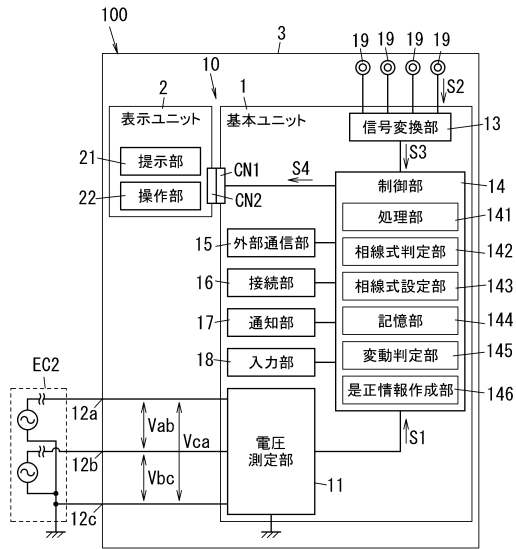 100
3
19 19 19 19
10
2
1
S2
表示ユニット
基本ユニット
信号変換部
13
21
提示部
CN1
S4
S3
22
操作部
CN2
制御部
14
処理部
141
15
外部通信部
相線式判定部
142
16
接続部
相線式設定部
143
17
通知部
記憶部
144
18
入力部
変動判定部
145
是正情報作成部
146
EC2
12a
S1
Vab
Vca
電圧
測定部
12b
Vbc
11
12c